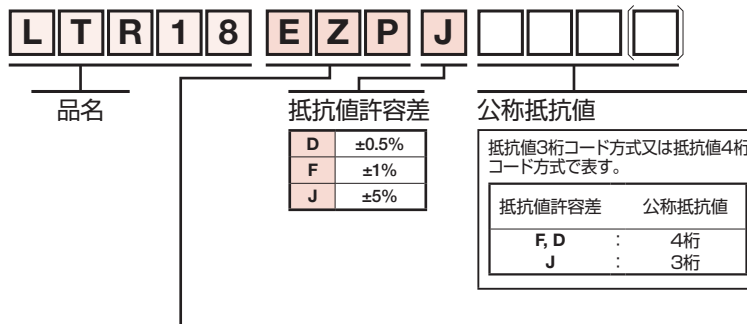 LTR18 EZP J
品名
抵抗値許容差
公称抵抗値
D ±0.5%
F ±1%
J ±5%
抵抗値3桁コード方式又は抵抗値4桁
コード方式で表す。
抵抗値許容差 公称抵抗値
F, D : 4桁
J : 3桁